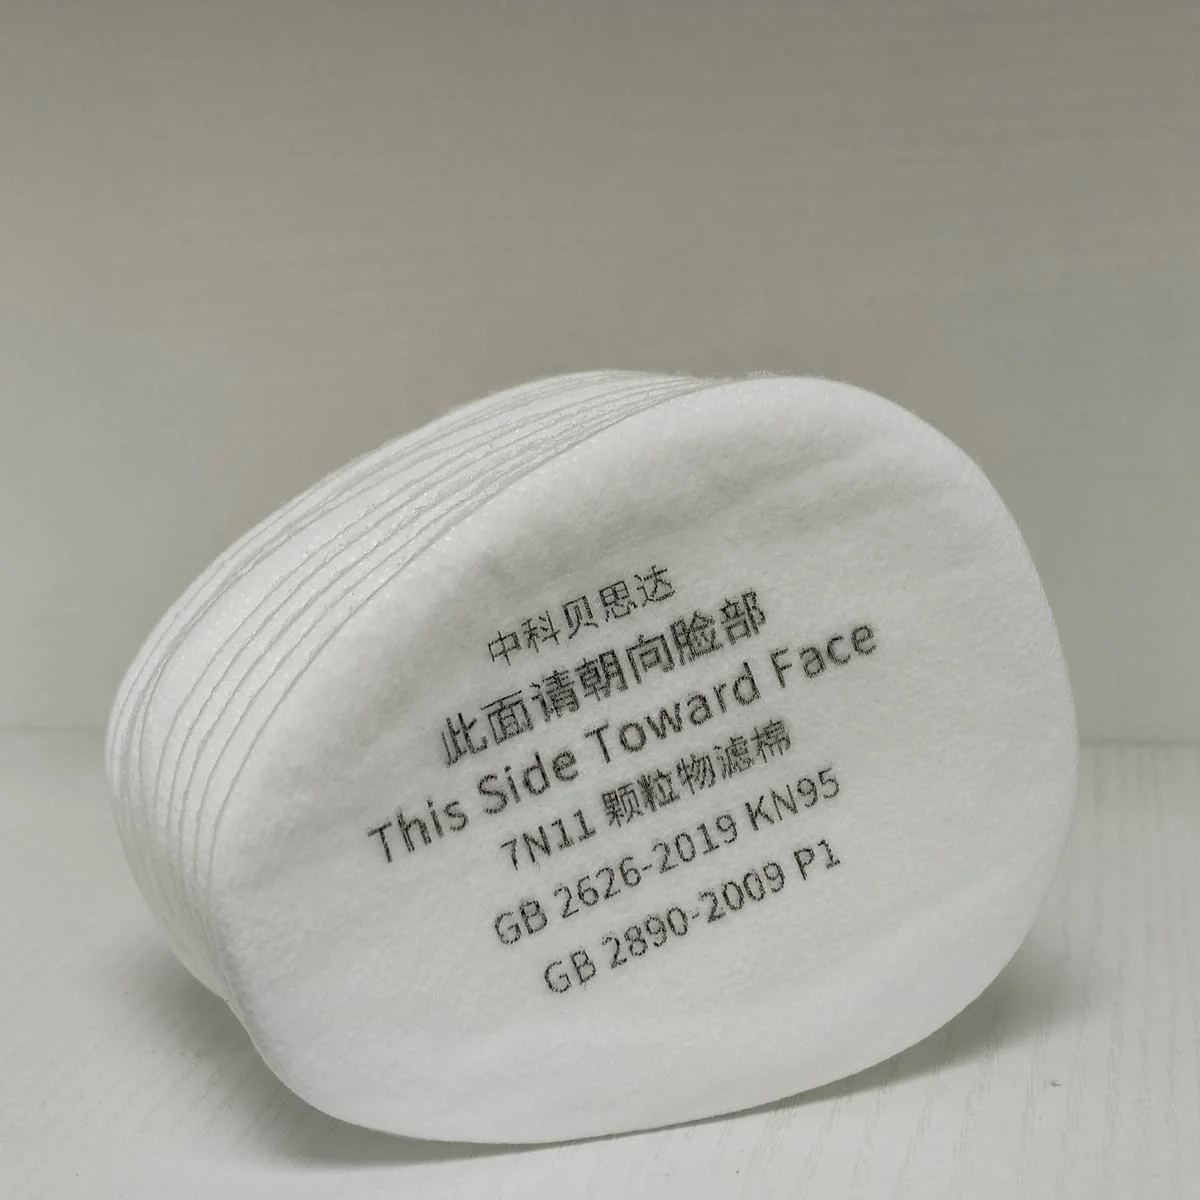 中科贝思达
此面请朝向脸部
This Side Toward Face
7N11 颗粒物滤棉
GB 2626-2019 KN95
GB 2890-2009 P1